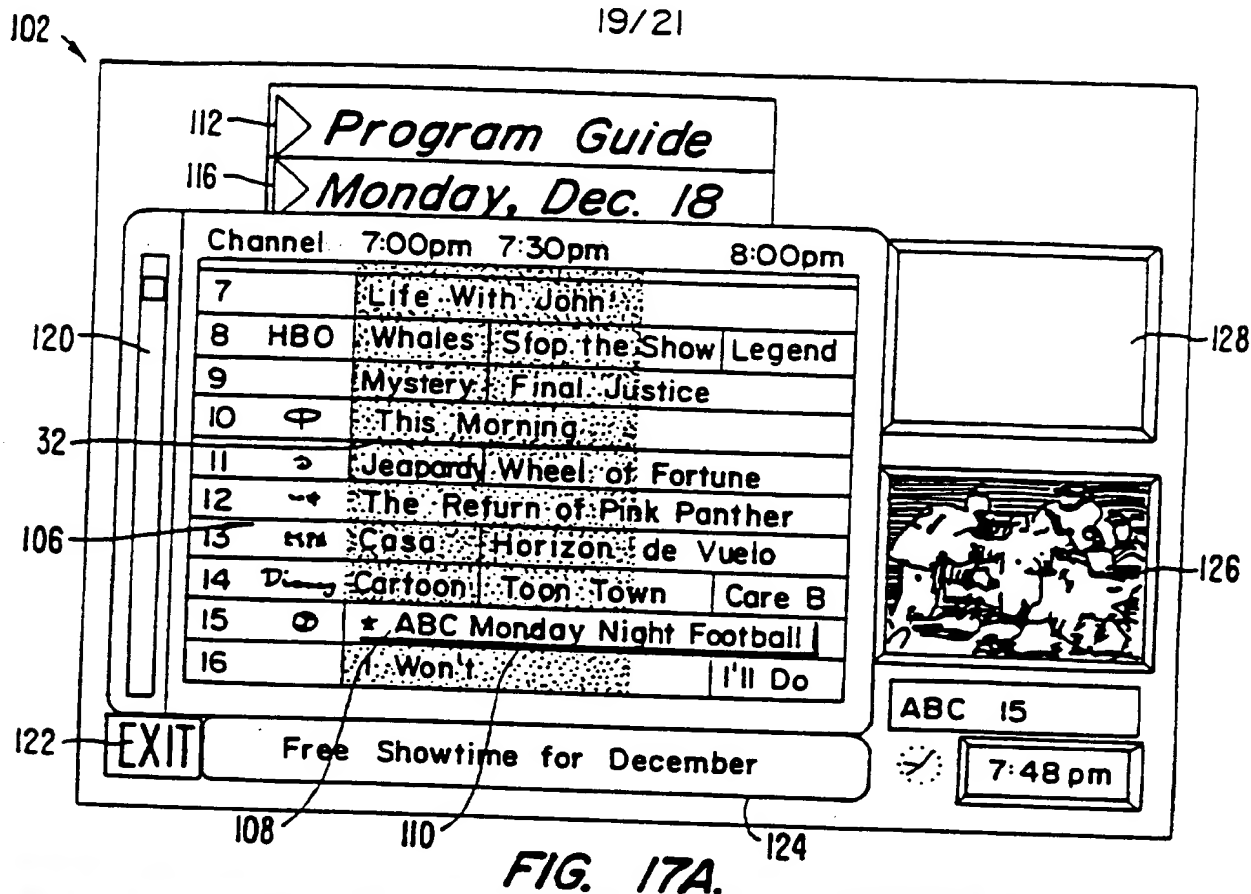 19/21
102
112 Program Guide
116 Monday, Dec. 18
Channel 7:00pm 7:30pm 8:00pm
7 Life With John
8 HBO Whales Stop the Show Legend
120
128
9 Mystery Final Justice
10 This Morning
32
11 Jeapardy Wheel of Fortune
12 The Return of Pink Panther
106
13 Casa Horizon de Vuelo
126
14 Disney Cartoon Toon Town Care B
15 ★ ABC Monday Night Football
16 I Won't I'll Do
ABC 15
122 EXIT Free Showtime for December
7:48 pm
108 110 124
FIG. 17A.